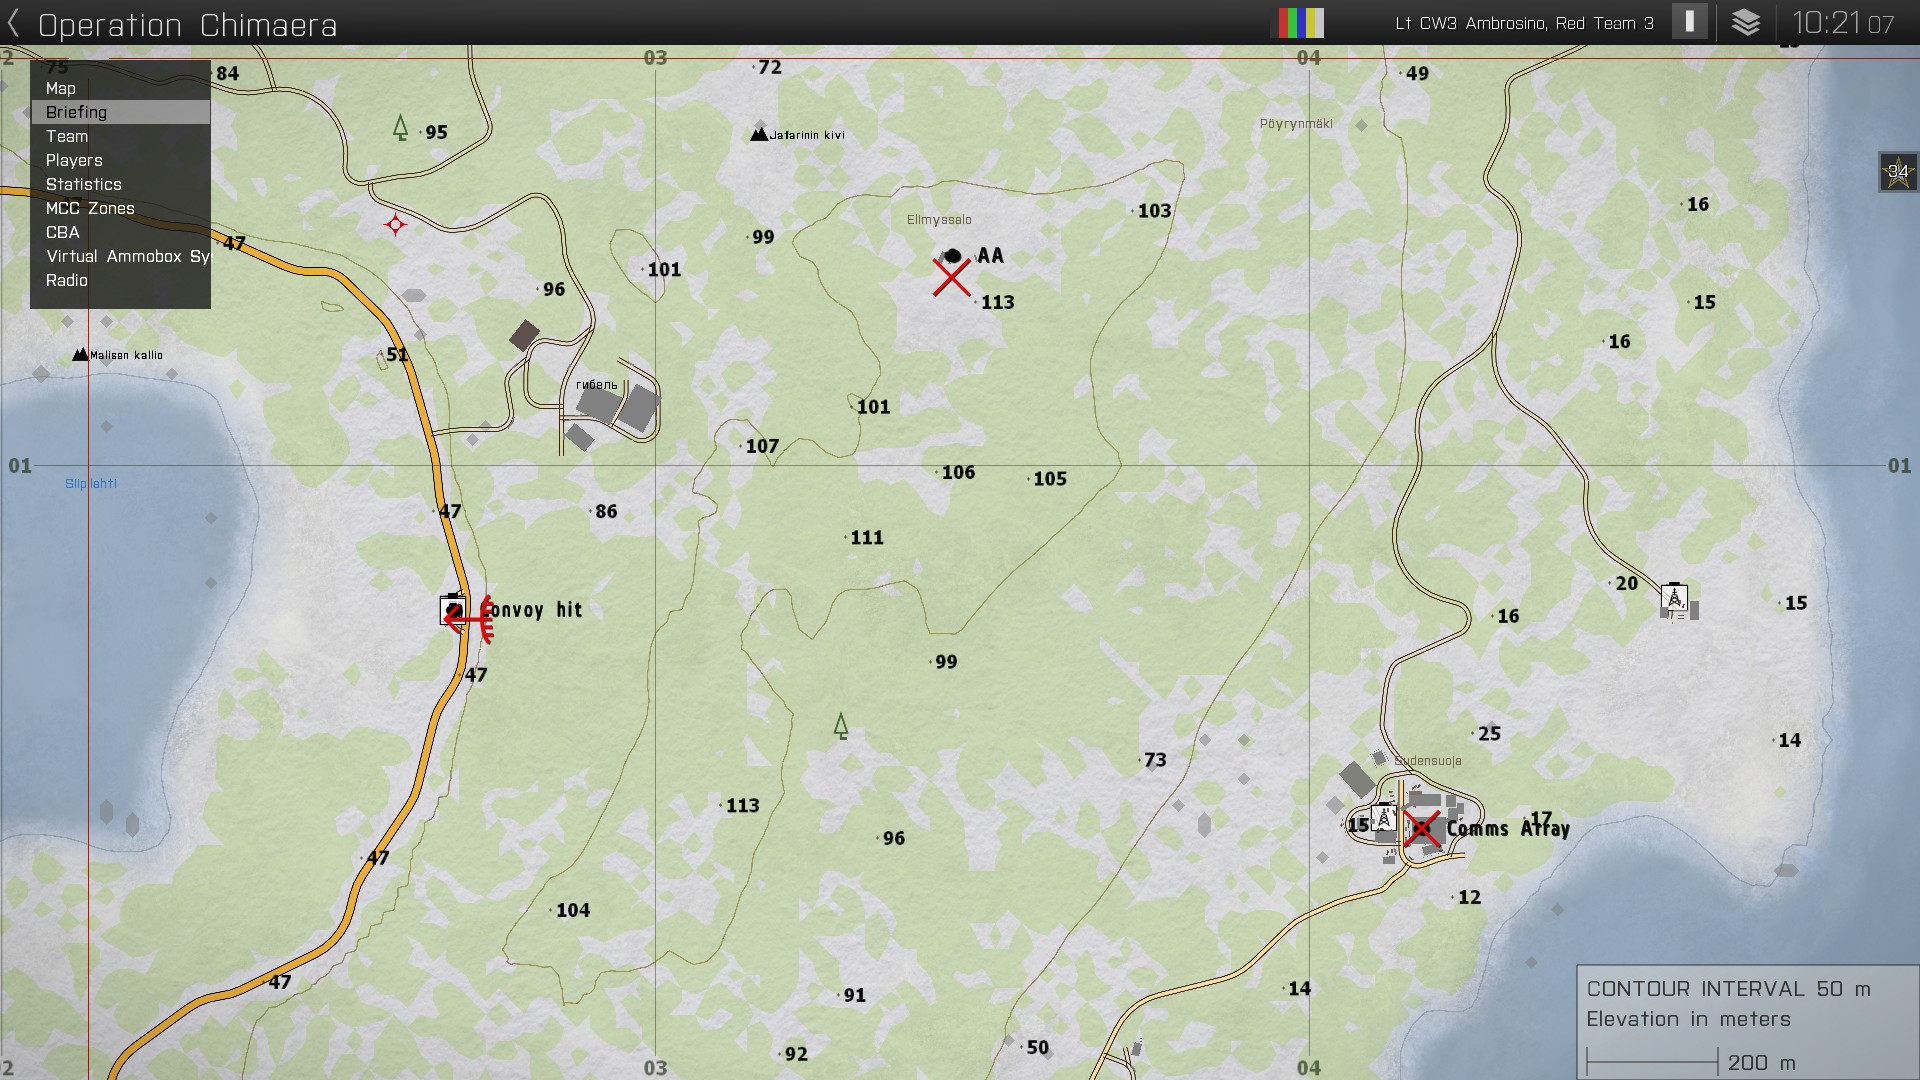 Operation Chimaera
Lt CW3 Ambrosino, Red Team 3
10:21 07
2
03
04
75
84
72
49
Map
Briefing
Team
Players
Statistics
MCC Zones
CBA
Virtual Ammobox Sy
Radio
95
Jatarinin kivi
Pöyrynmäki
34
103
16
Elimyssalo
47
99
AA
101
96
113
15
16
51
Malisen kallio
гибель
101
107
01
01
106
105
Siipilahti
47
86
111
20
15
Convoy hit
16
99
47
25
14
73
Sudensuoja
113
17
15
Comms Array
96
47
12
104
47
91
14
CONTOUR INTERVAL 50 m
Elevation in meters
50
92
200 m
2
03
04